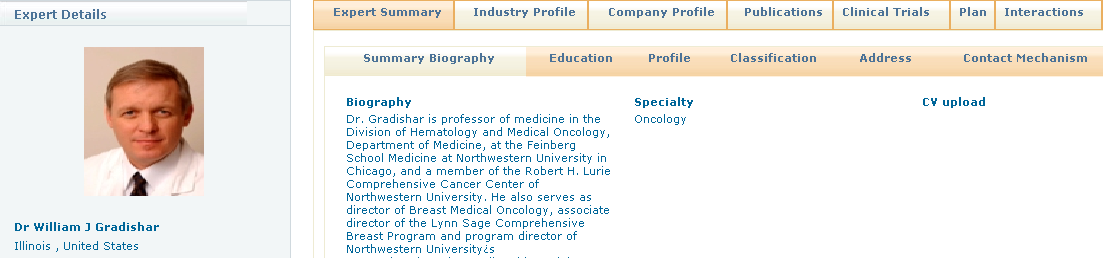 Expert Details
Expert Summary Industry Profile Company Profile Publications Clinical Trials Plan Interactions
Summary Biography Education Profile Classification Address Contact Mechanism
Biography
Dr. Gradishar is professor of medicine in the
Division of Hematology and Medical Oncology,
Department of Medicine, at the Feinberg
School Medicine at Northwestern University in
Chicago, and a member of the Robert H. Lurie
Comprehensive Cancer Center of
Northwestern University. He also serves as
director of Breast Medical Oncology, associate
director of the Lynn Sage Comprehensive
Breast Program and program director of
Northwestern University¿s
Specialty
Oncology
CV upload
Dr William J Gradishar
Illinois , United States